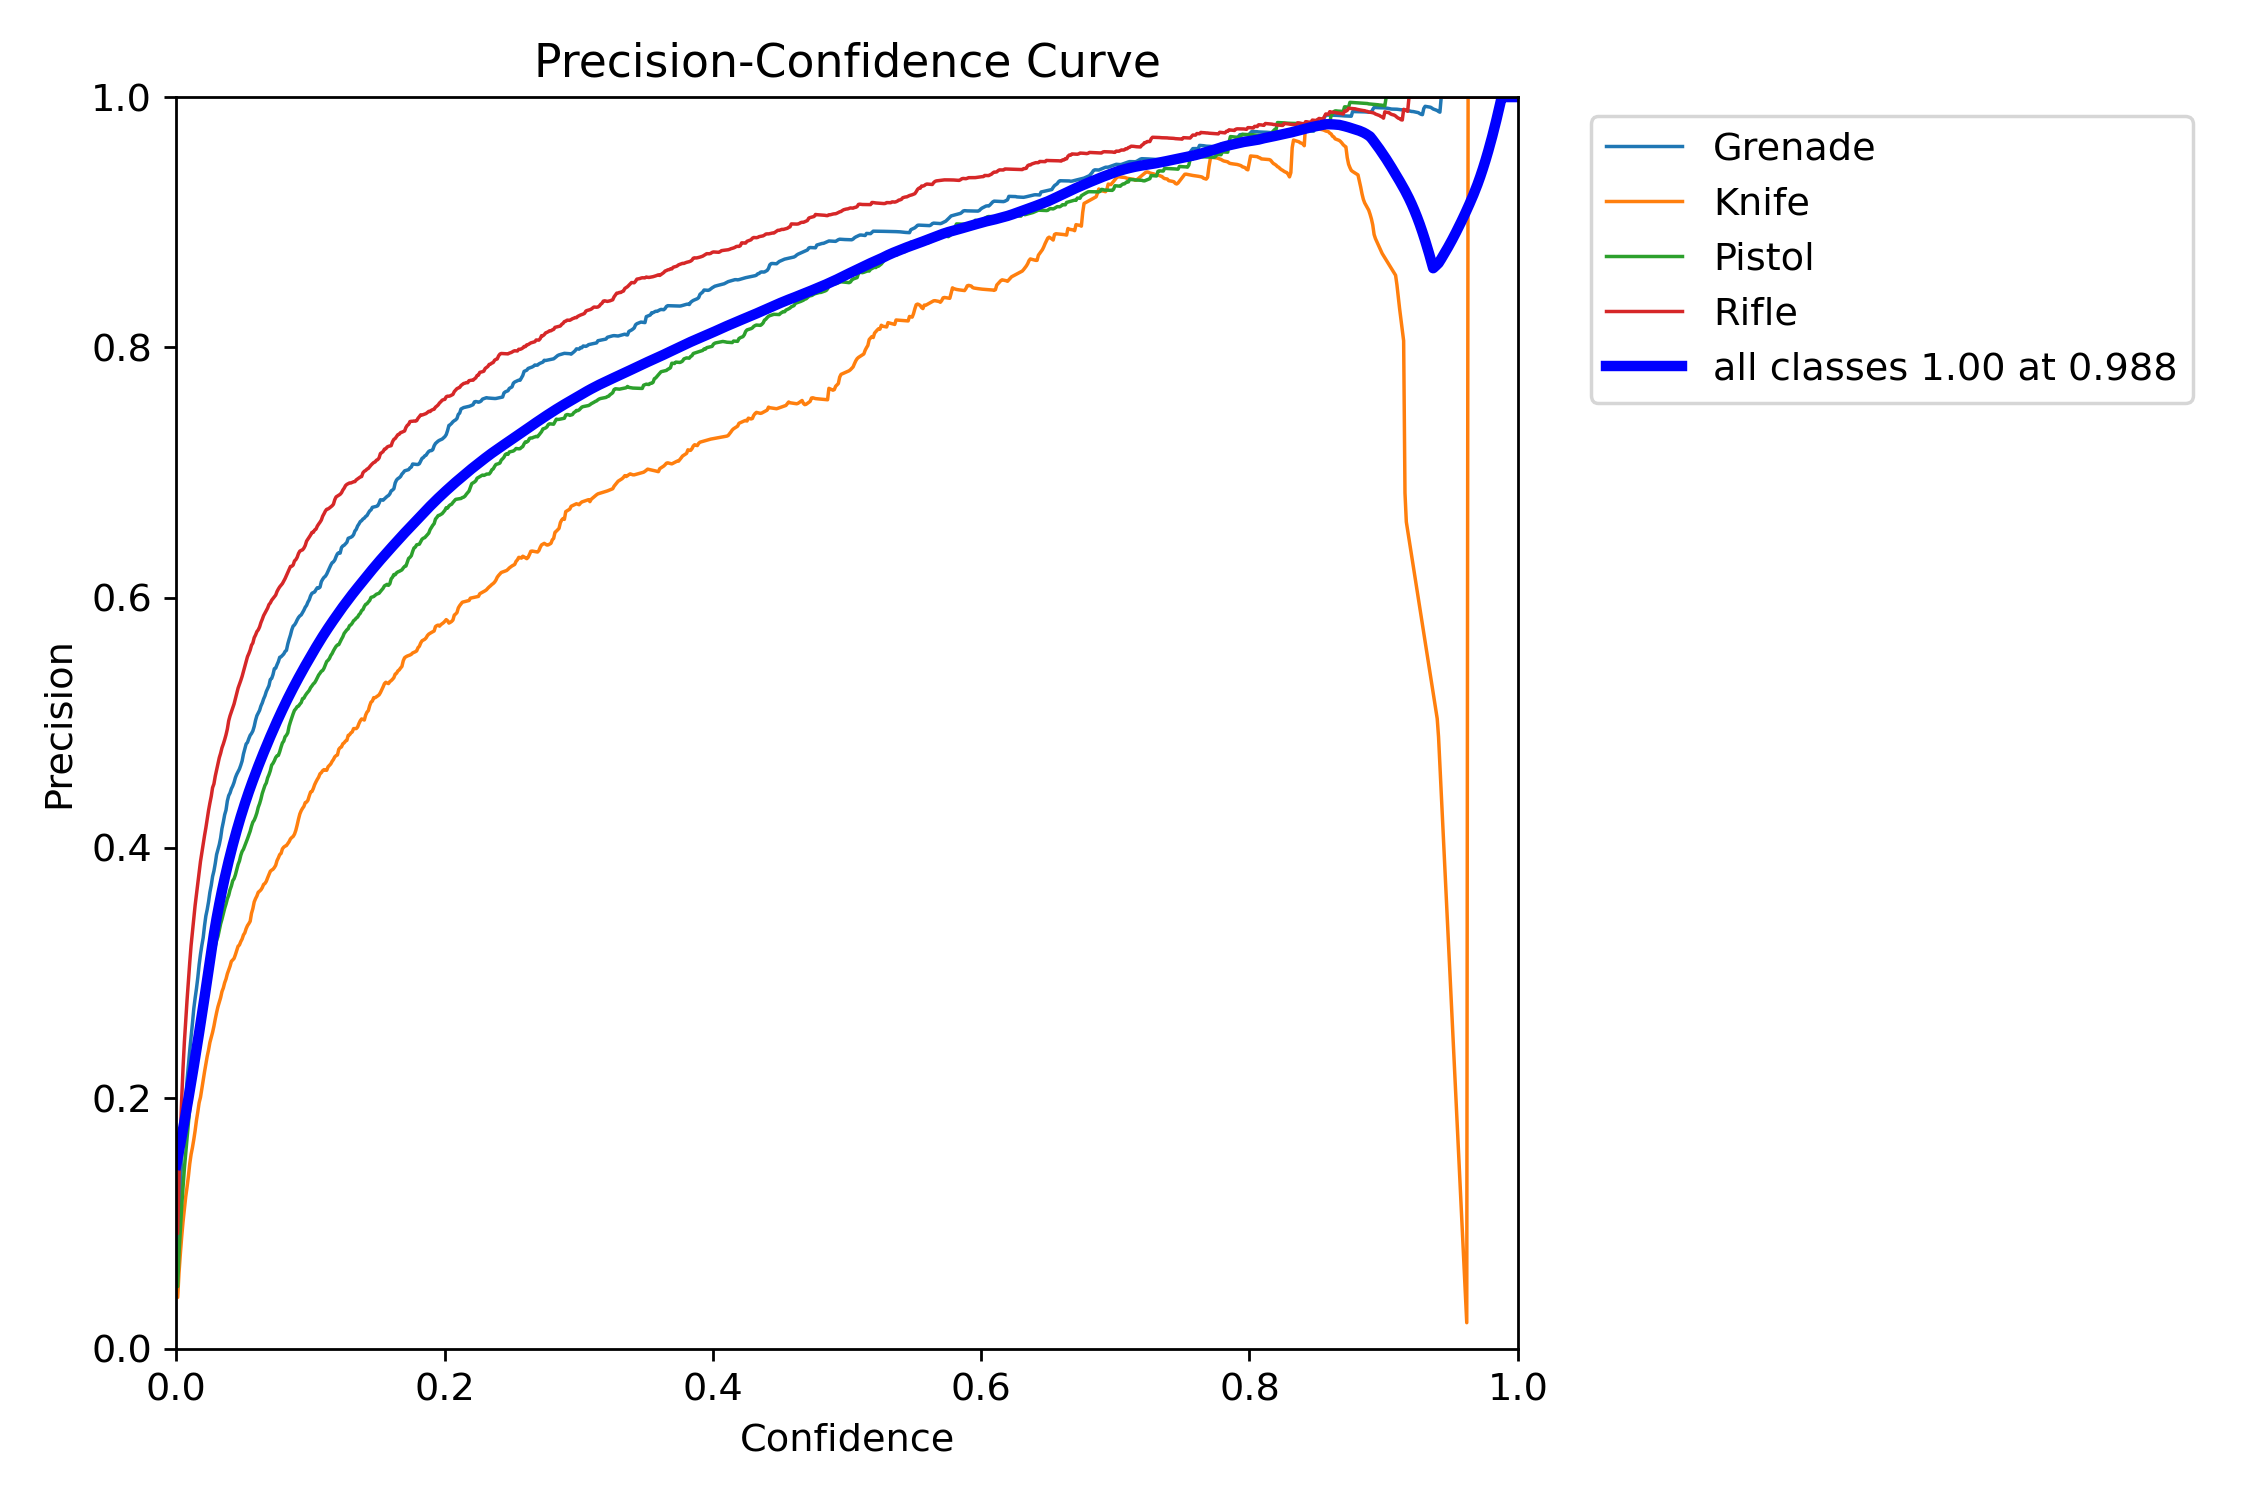 Precision-Confidence Curve
1.0
0.8
0.6
0.4
0.2
0.0
Precision
0.0 0.2 0.4 0.6 0.8 1.0
Confidence
Grenade
Knife
Pistol
Rifle
all classes 1.00 at 0.988